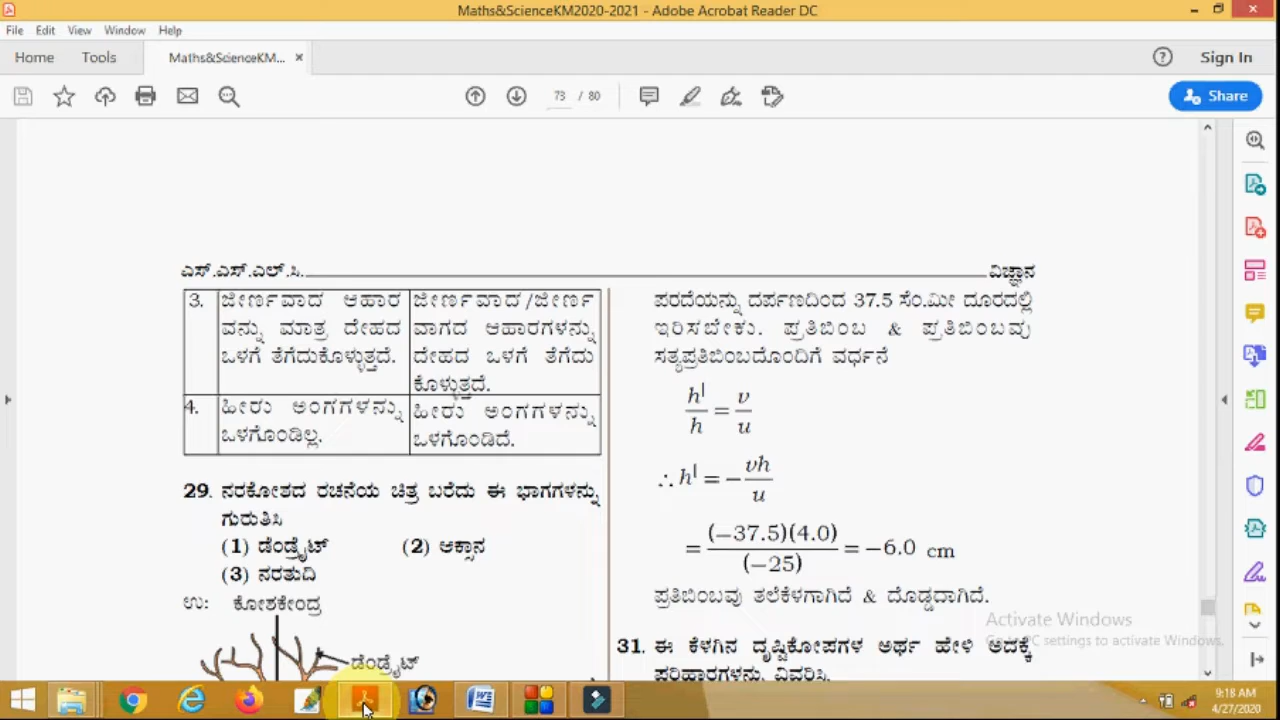 Maths&ScienceKM2020-2021 - Adobe Acrobat Reader DC
File Edit View Window Help
Home Tools Maths&ScienceKM... × Sign In
73 / 80 Share
ಎಸ್.ಎಸ್.ಎಲ್.ಸಿ. ವಿಜ್ಞಾನ
3. ಜೀರ್ಣವಾದ ಆಹಾರ
ವನ್ನು ಮಾತ್ರ ದೇಹದ
ಒಳಗೆ ತೆಗೆದುಕೊಳ್ಳುತ್ತದೆ.
ಜೀರ್ಣವಾದ/ಜೀರ್ಣ
ವಾಗದ ಆಹಾರಗಳನ್ನು
ದೇಹದ ಒಳಗೆ ತೆಗೆದು
ಕೊಳ್ಳುತ್ತದೆ.
4. ಹೀರು ಅಂಗಗಳನ್ನು
ಒಳಗೊಂಡಿಲ್ಲ.
ಹೀರು ಅಂಗಗಳನ್ನು
ಒಳಗೊಂಡಿದೆ.
29. ನರಕೋಶದ ರಚನೆಯ ಚಿತ್ರ ಬರೆದು ಈ ಭಾಗಗಳನ್ನು
ಗುರುತಿಸಿ
(1) ಡೆಂಡ್ರೈಟ್ (2) ಆಕ್ಸಾನ
(3) ನರತುದಿ
ಉ: ಕೋಶಕೇಂದ್ರ
ಡೆಂಡ್ರೈಟ್
ಪರದೆಯನ್ನು ದರ್ಪಣದಿಂದ 37.5 ಸೆಂ.ಮೀ ದೂರದಲ್ಲಿ
ಇರಿಸಬೇಕು. ಪ್ರತಿಬಿಂಬ & ಪ್ರತಿಬಿಂಬವು
ಸತ್ಯಪ್ರತಿಬಿಂಬದೊಂದಿಗೆ ವರ್ಧನೆ
h|/h = v/u
∴ h| = − vh/u
= (−37.5)(4.0)/(−25) = −6.0 cm
ಪ್ರತಿಬಿಂಬವು ತಲೆಕೆಳಗಾಗಿದೆ & ದೊಡ್ಡದಾಗಿದೆ.
31. ಈ ಕೆಳಗಿನ ದೃಷ್ಟಿಕೋಪಗಳ ಅರ್ಥ ಹೇಳಿ ಅದಕ್ಕೆ
ಪರಿಹಾರಗಳನ್ನು ವಿವರಿಸಿ.
Activate Windows
Go to PC settings to activate Windows.
9:18 AM
4/27/2020